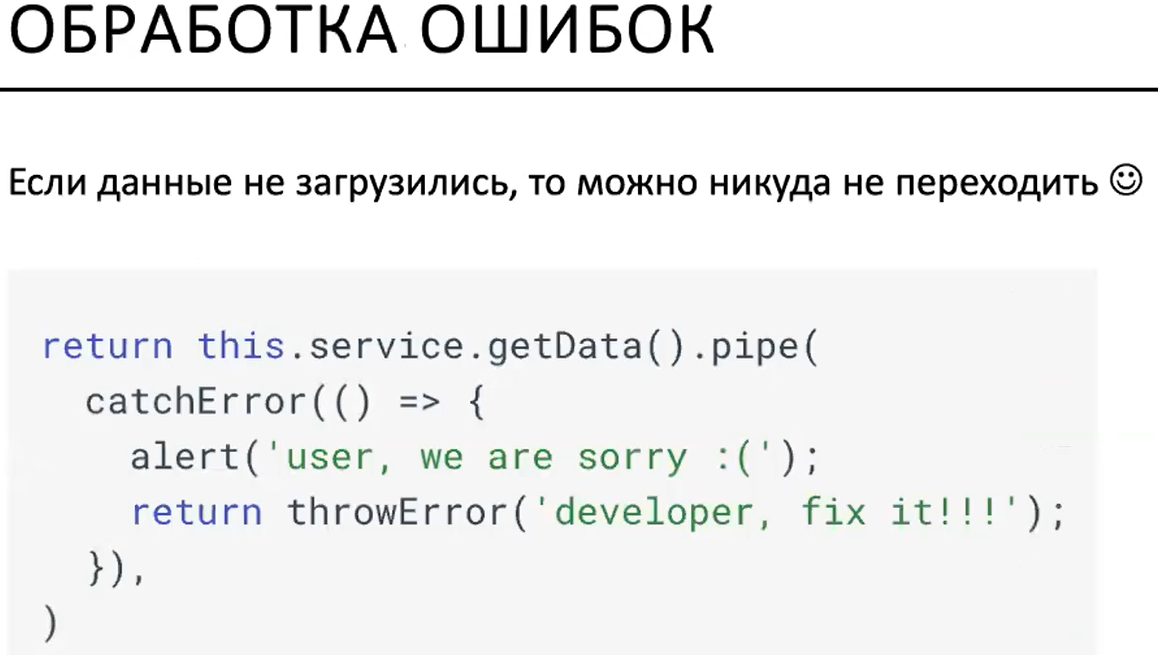 ОБРАБОТКА ОШИБОК
Если данные не загрузились, то можно никуда не переходить ☺
return this.service.getData().pipe(
  catchError(() => {
    alert('user, we are sorry :(');
    return throwError('developer, fix it!!!');
  }),
)